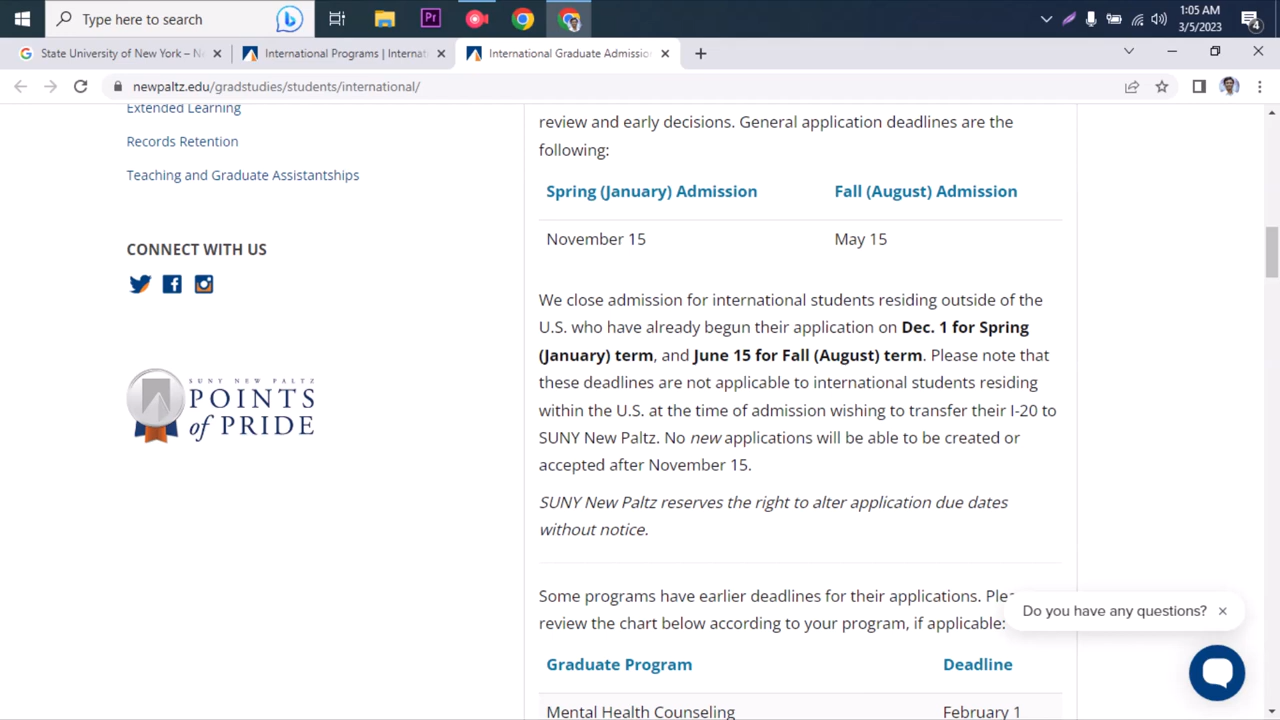 Type here to search
Pr
1:05 AM
3/5/2023
4
State University of New York – N
International Programs | Internat
International Graduate Admissio
newpaltz.edu/gradstudies/students/international/
Extended Learning
Records Retention
Teaching and Graduate Assistantships
CONNECT WITH US
SUNY NEW PALTZ
POINTS
of PRIDE
review and early decisions. General application deadlines are the
following:
Spring (January) Admission Fall (August) Admission
November 15 May 15
We close admission for international students residing outside of the
U.S. who have already begun their application on Dec. 1 for Spring
(January) term, and June 15 for Fall (August) term. Please note that
these deadlines are not applicable to international students residing
within the U.S. at the time of admission wishing to transfer their I-20 to
SUNY New Paltz. No new applications will be able to be created or
accepted after November 15.
SUNY New Paltz reserves the right to alter application due dates
without notice.
Some programs have earlier deadlines for their applications. Plea
review the chart below according to your program, if applicable:
Graduate Program Deadline
Mental Health Counseling February 1
Do you have any questions?